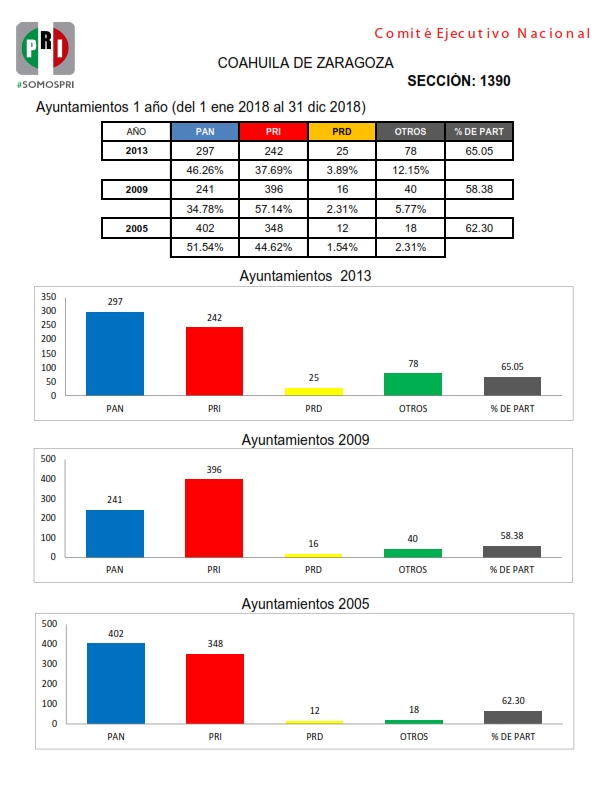 Comité Ejecutivo Nacional
PRI
#SOMOSPRI
COAHUILA DE ZARAGOZA
SECCIÓN: 1390
Ayuntamientos 1 año (del 1 ene 2018 al 31 dic 2018)
AÑO PAN PRI PRD OTROS % DE PART
2013 297 242 25 78 65.05
46.26% 37.69% 3.89% 12.15%
2009 241 396 16 40 58.38
34.78% 57.14% 2.31% 5.77%
2005 402 348 12 18 62.30
51.54% 44.62% 1.54% 2.31%
Ayuntamientos 2013
350
300
250
200
150
100
50
0
297
242
25
78
65.05
PAN PRI PRD OTROS % DE PART
Ayuntamientos 2009
500
400
300
200
100
0
241
396
16
40
58.38
PAN PRI PRD OTROS % DE PART
Ayuntamientos 2005
500
400
300
200
100
0
402
348
12
18
62.30
PAN PRI PRD OTROS % DE PART